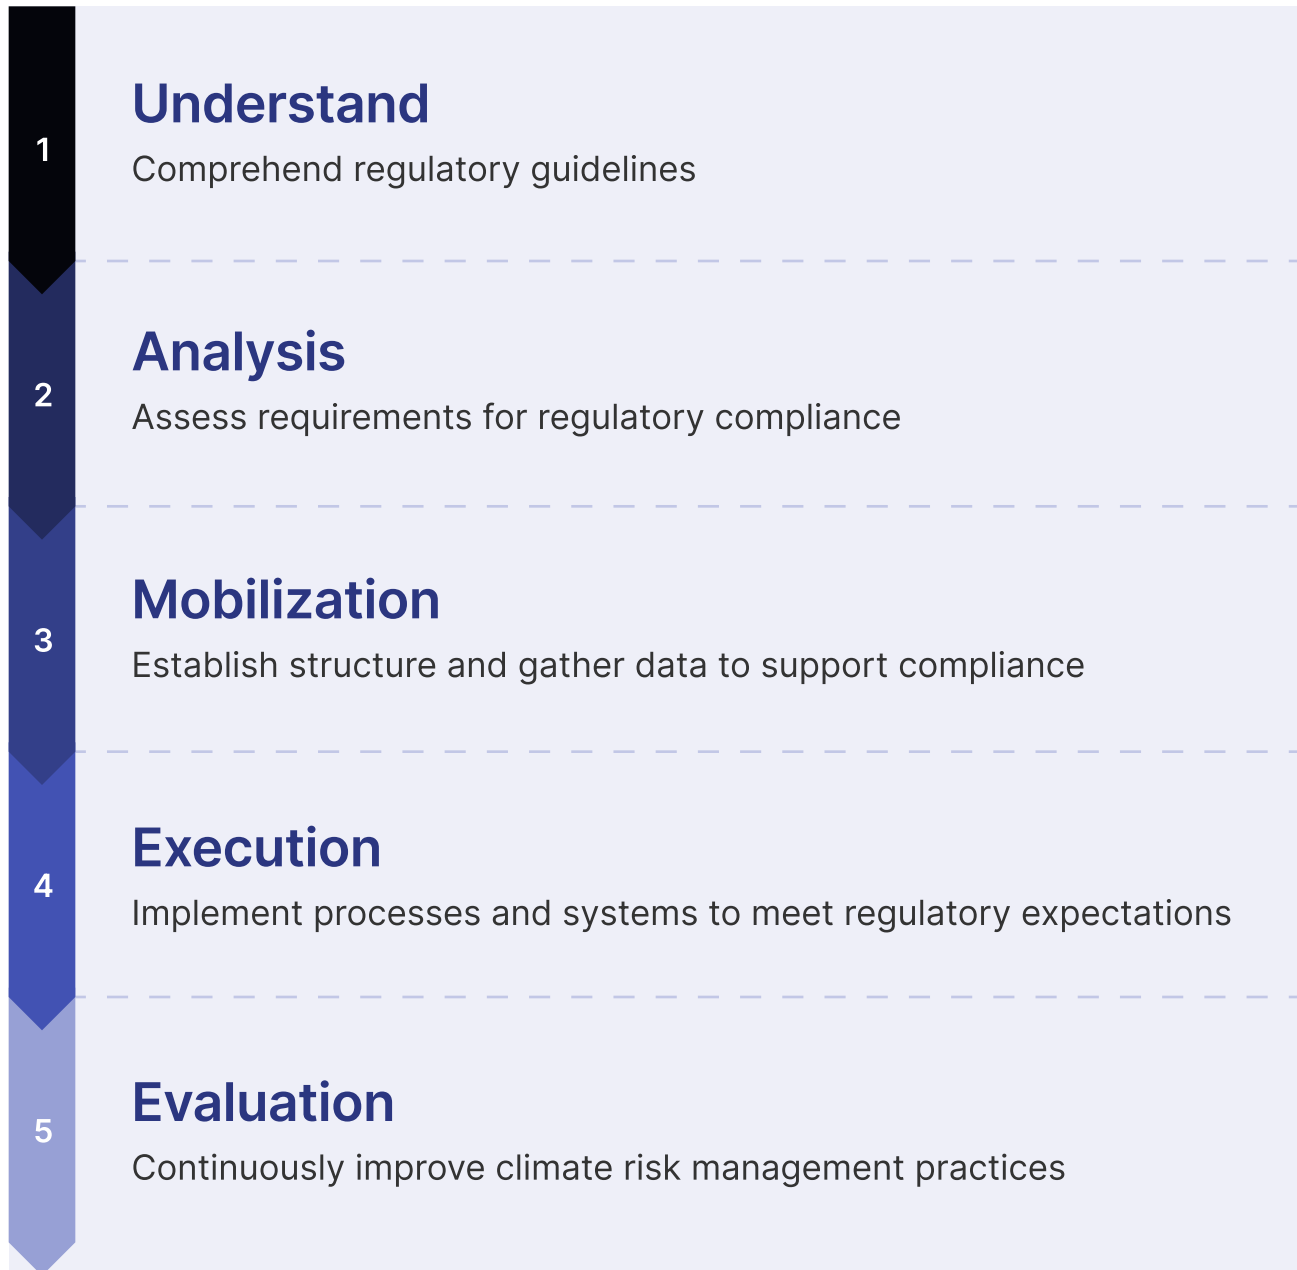 1
Understand
Comprehend regulatory guidelines
2
Analysis
Assess requirements for regulatory compliance
3
Mobilization
Establish structure and gather data to support compliance
4
Execution
Implement processes and systems to meet regulatory expectations
5
Evaluation
Continuously improve climate risk management practices